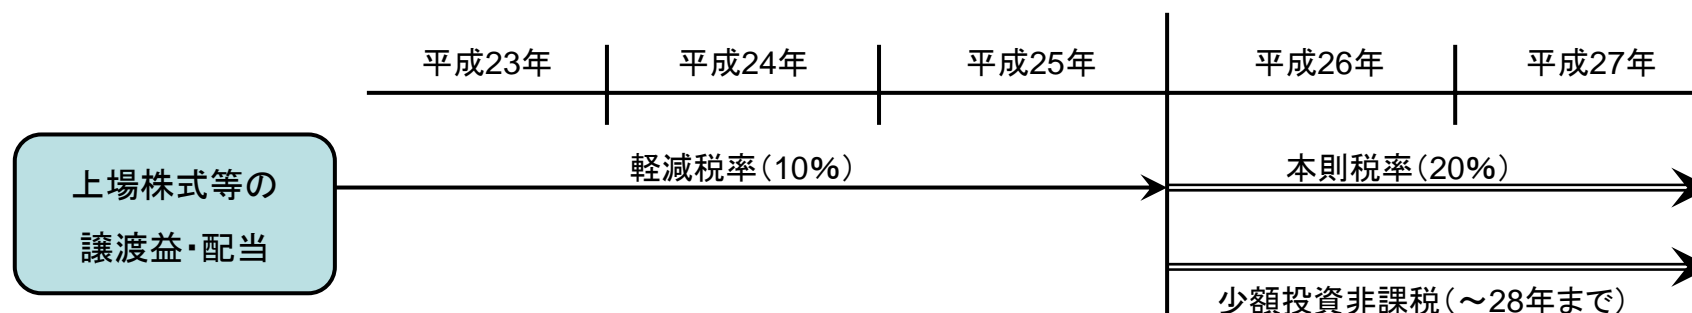 平成23年
平成24年
平成25年
平成26年
平成27年
上場株式等の
譲渡益・配当
軽減税率(10%)
本則税率(20%)
少額投資非課税(～28年まで)